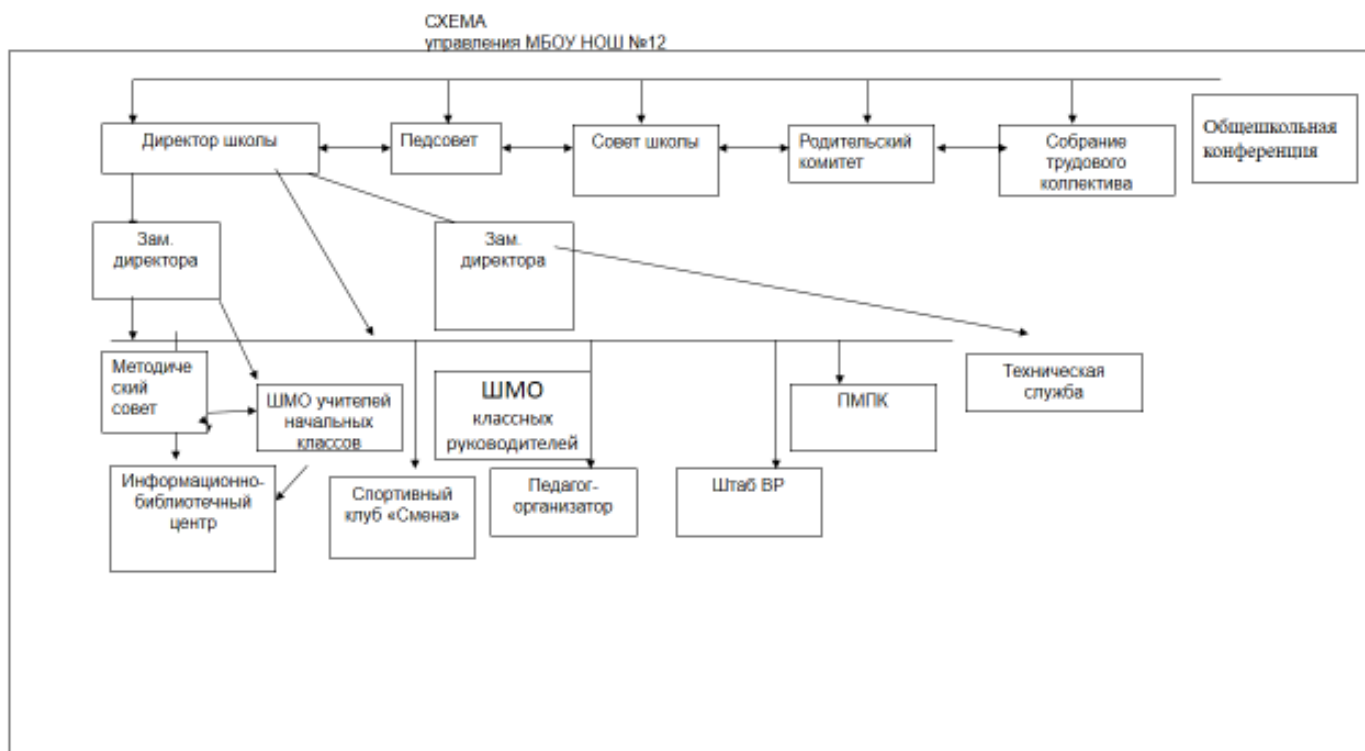 СХЕМА
управления МБОУ НОШ №12
Директор школы
Педсовет
Совет школы
Родительский
комитет
Собрание
трудового
коллектива
Общешкольная
конференция
Зам.
директора
Зам.
директора
Методиче
ский
совет
ШМО учителей
начальных
классов
ШМО
классных
руководителей
ПМПК
Техническая
служба
Информационно-
библиотечный
центр
Спортивный
клуб «Смена»
Педагог-
организатор
Штаб ВР